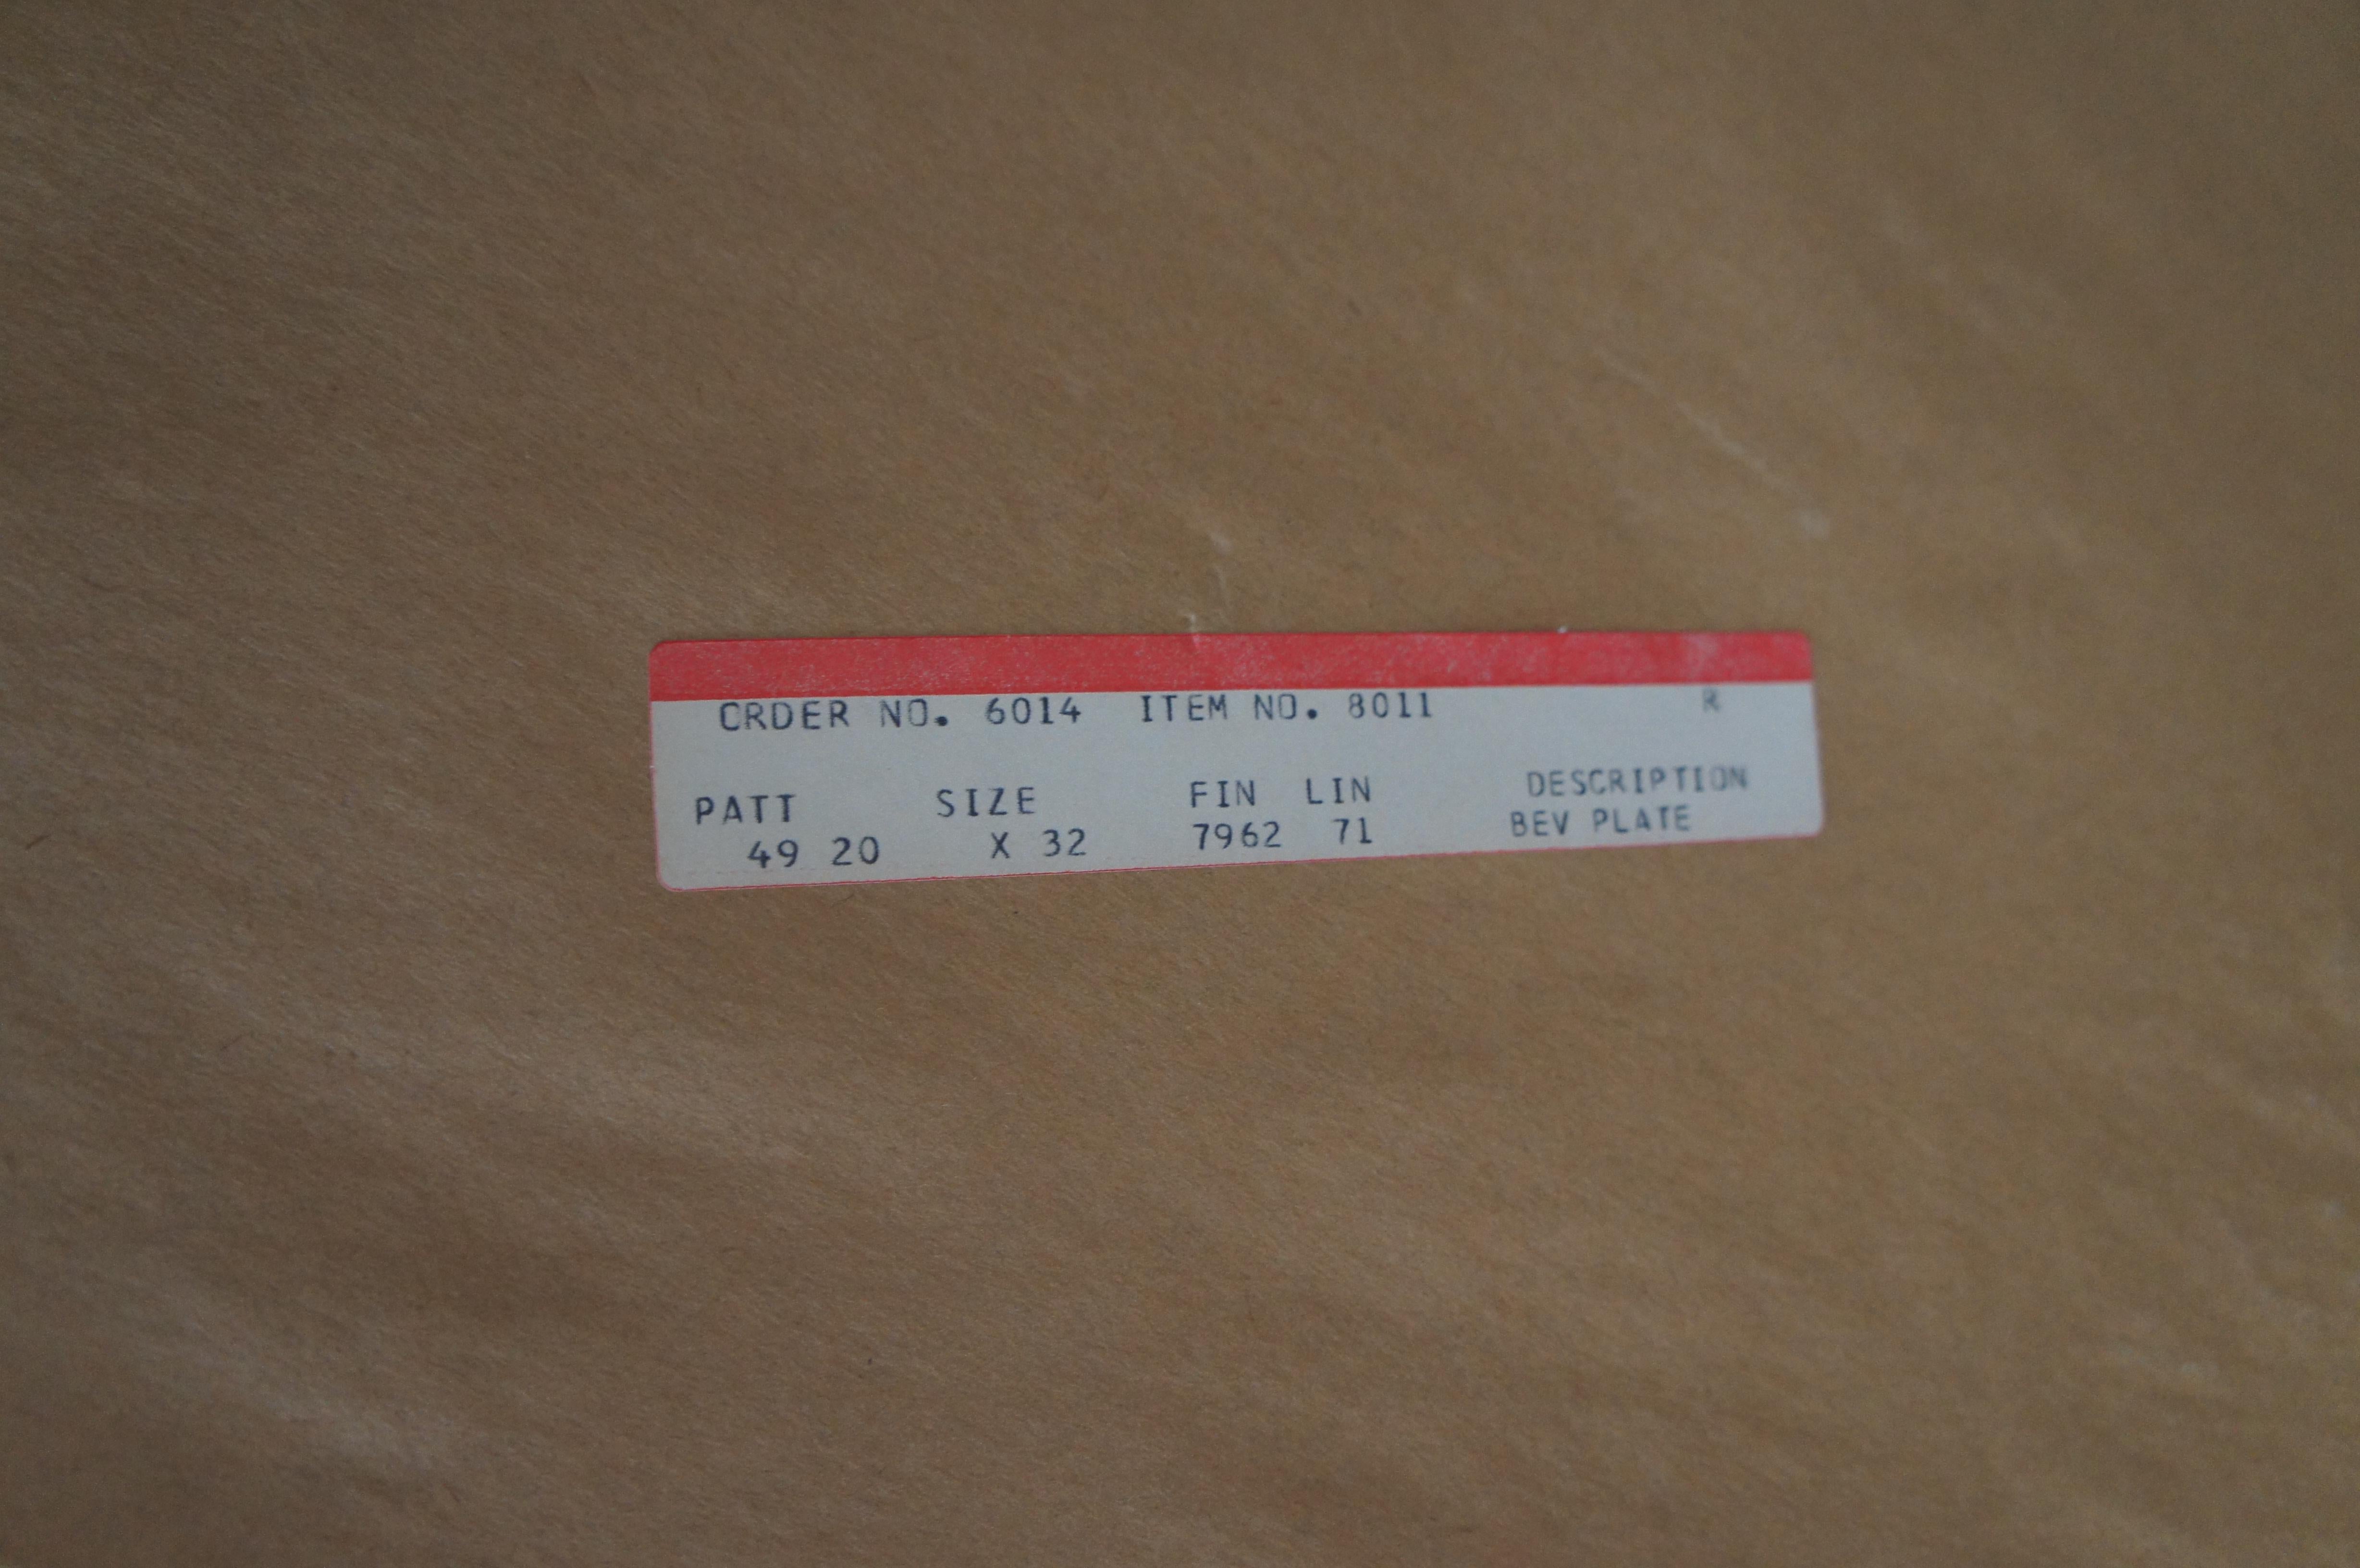 CRDER NO. 6014 ITEM NO. 8011 R
PATT SIZE FIN LIN DESCRIPTION
49 20 X 32 7962 71 BEV PLATE